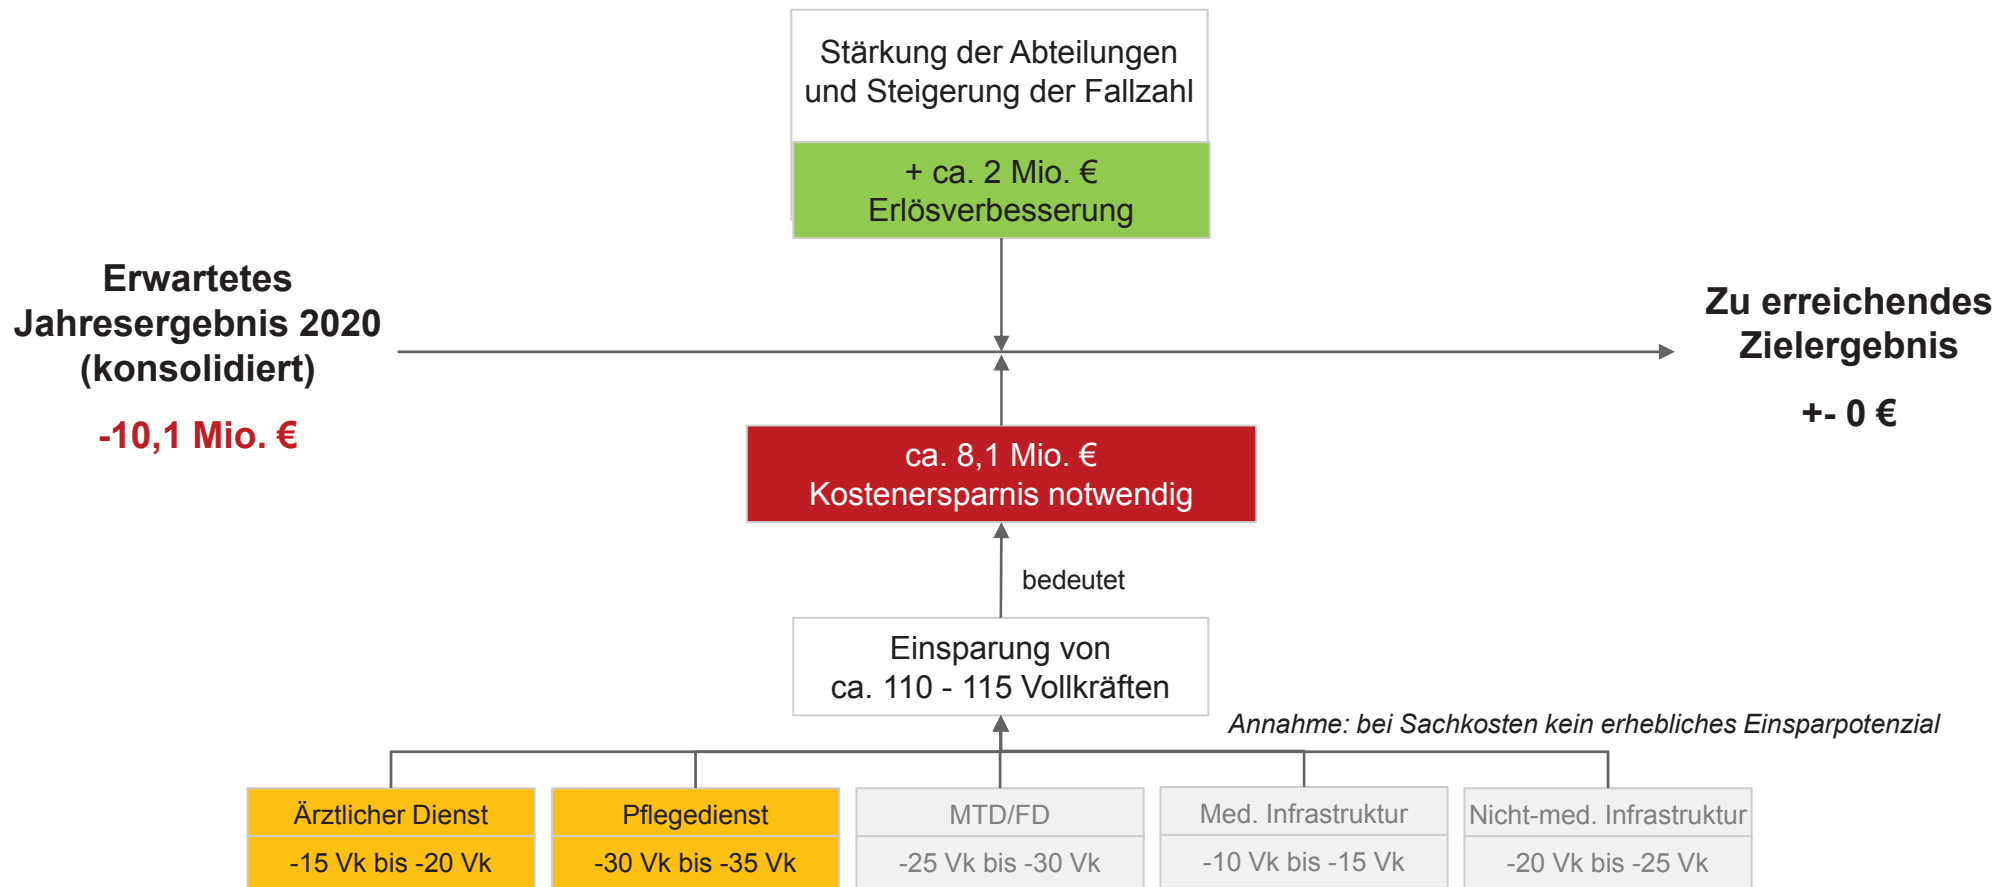 Stärkung der Abteilungen
und Steigerung der Fallzahl
+ ca. 2 Mio. €
Erlösverbesserung
Erwartetes
Jahresergebnis 2020
(konsolidiert)
-10,1 Mio. €
Zu erreichendes
Zielergebnis
+- 0 €
ca. 8,1 Mio. €
Kostenersparnis notwendig
bedeutet
Einsparung von
ca. 110 - 115 Vollkräften
Annahme: bei Sachkosten kein erhebliches Einsparpotenzial
Ärztlicher Dienst
-15 Vk bis -20 Vk
Pflegedienst
-30 Vk bis -35 Vk
MTD/FD
-25 Vk bis -30 Vk
Med. Infrastruktur
-10 Vk bis -15 Vk
Nicht-med. Infrastruktur
-20 Vk bis -25 Vk